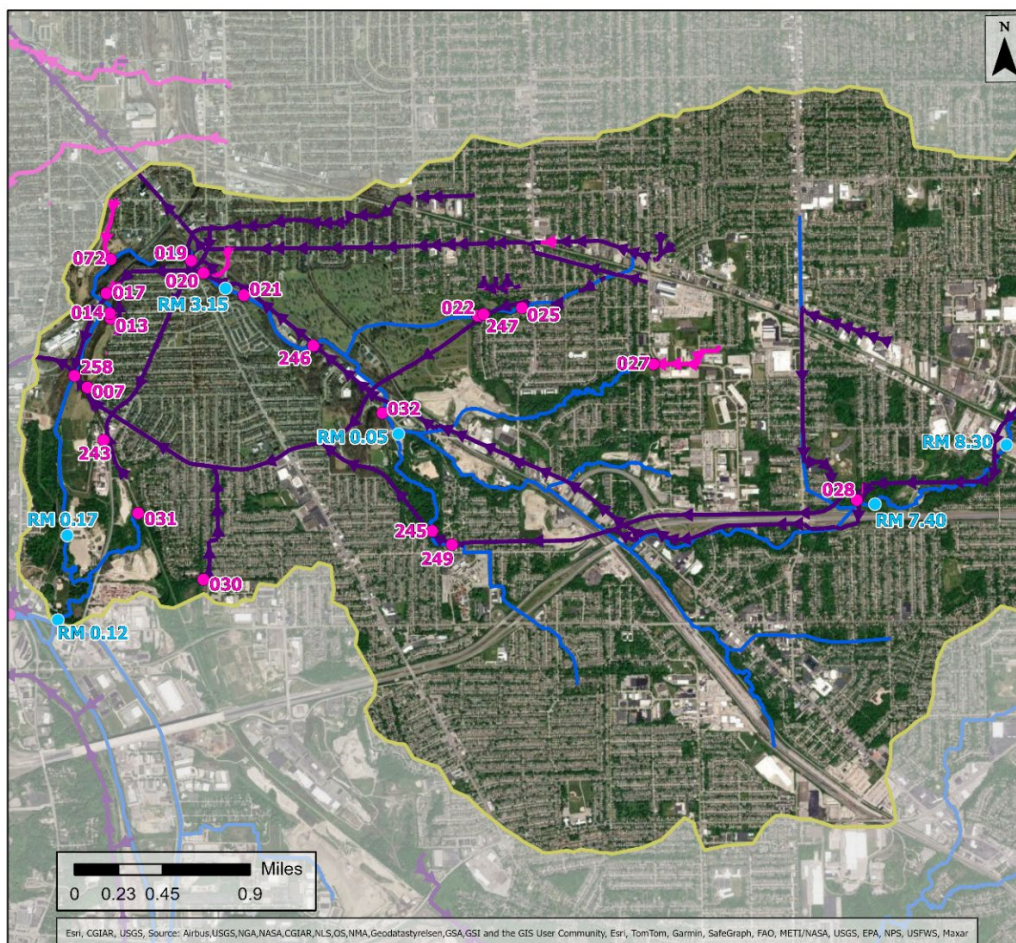 N
072
019
020
017
RM 3.15
021
014
013
022
247
025
246
027
258
007
032
RM 0.05
243
RM 8.30
028
RM 7.40
031
245
249
RM 0.17
030
RM 0.12
Miles
0 0.23 0.45 0.9
Esri, CGIAR, USGS, Source: Airbus,USGS,NGA,NASA,CGIAR,NLS,OS,NMA,Geodatastyrelsen,GSA,GSI and the GIS User Community, Esri, TomTom, Garmin, SafeGraph, FAO, METI/NASA, USGS, EPA, NPS, USFWS, Maxar